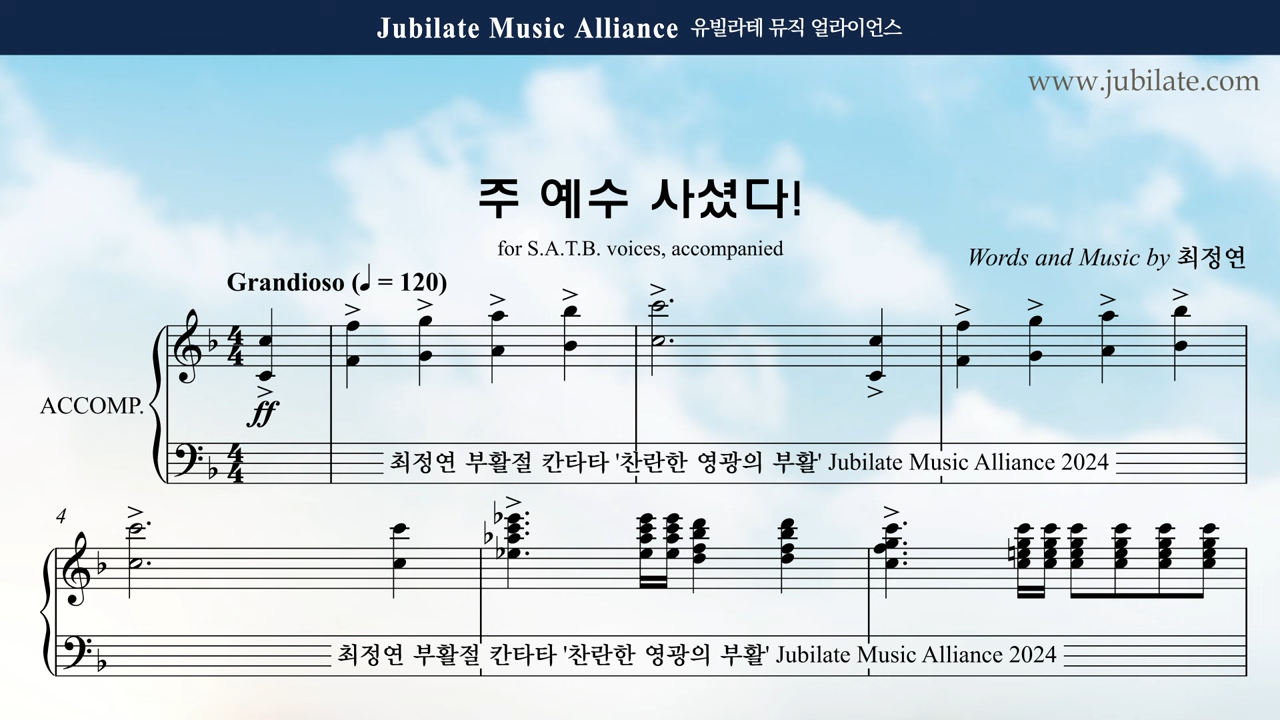 Jubilate Music Alliance 유빌라테 뮤직 얼라이언스
www.jubilate.com
주 예수 사셨다!
for S.A.T.B. voices, accompanied
Words and Music by 최정연
Grandioso (♩ = 120)
ACCOMP.
ff
최정연 부활절 칸타타 '찬란한 영광의 부활' Jubilate Music Alliance 2024
4
최정연 부활절 칸타타 '찬란한 영광의 부활' Jubilate Music Alliance 2024